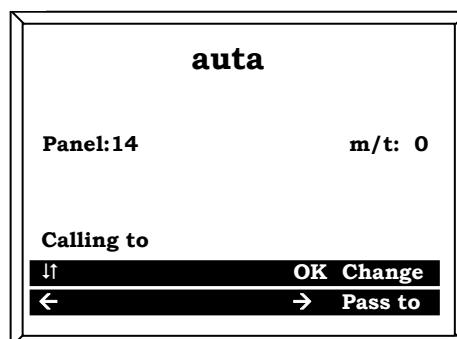 auta
Panel:14 m/t: 0
Calling to
↓↑ OK Change
← → Pass to